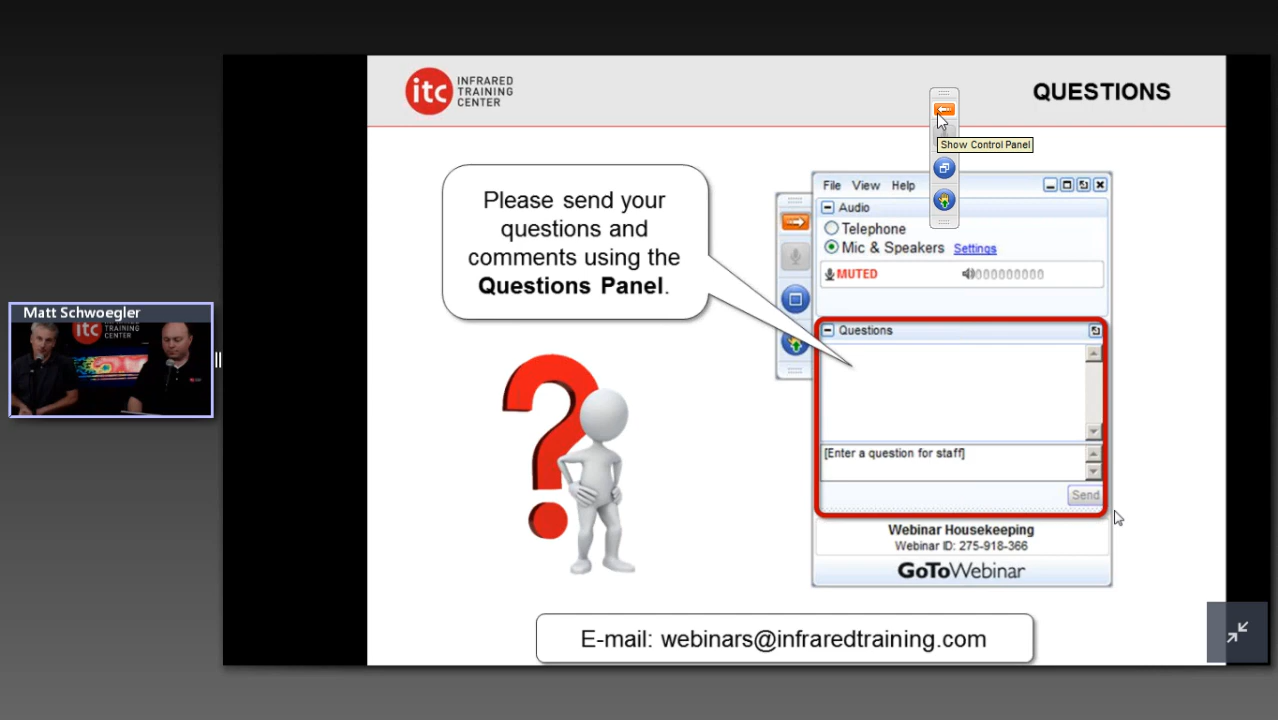 itc INFRARED
TRAINING
CENTER
QUESTIONS
Show Control Panel
Please send your
questions and
comments using the
Questions Panel.
File View Help
Audio
Telephone
Mic & Speakers Settings
MUTED
000000000
Questions
[Enter a question for staff]
Send
Webinar Housekeeping
Webinar ID: 275-918-366
GoToWebinar
E-mail: webinars@infraredtraining.com
Matt Schwoegler
itc INFRARED
TRAINING
CENTER